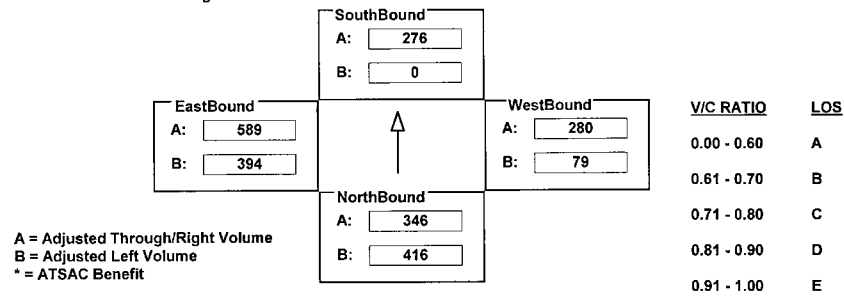 SouthBound
A: 276
B: 0
EastBound
A: 589
B: 394
WestBound
A: 280
B: 79
NorthBound
A: 346
B: 416
V/C RATIO LOS
0.00 - 0.60 A
0.61 - 0.70 B
0.71 - 0.80 C
0.81 - 0.90 D
0.91 - 1.00 E
A = Adjusted Through/Right Volume
B = Adjusted Left Volume
* = ATSAC Benefit